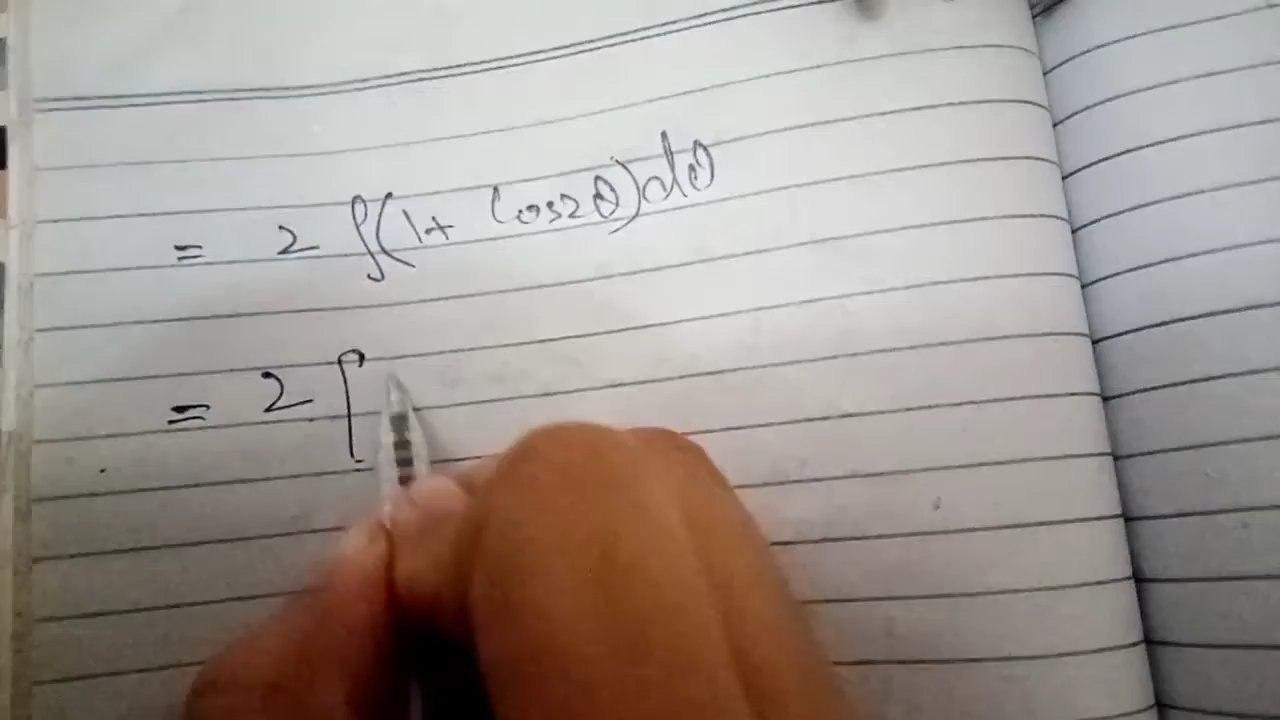 = 2 ∫(1+ Cos2θ)dθ
= 2 [